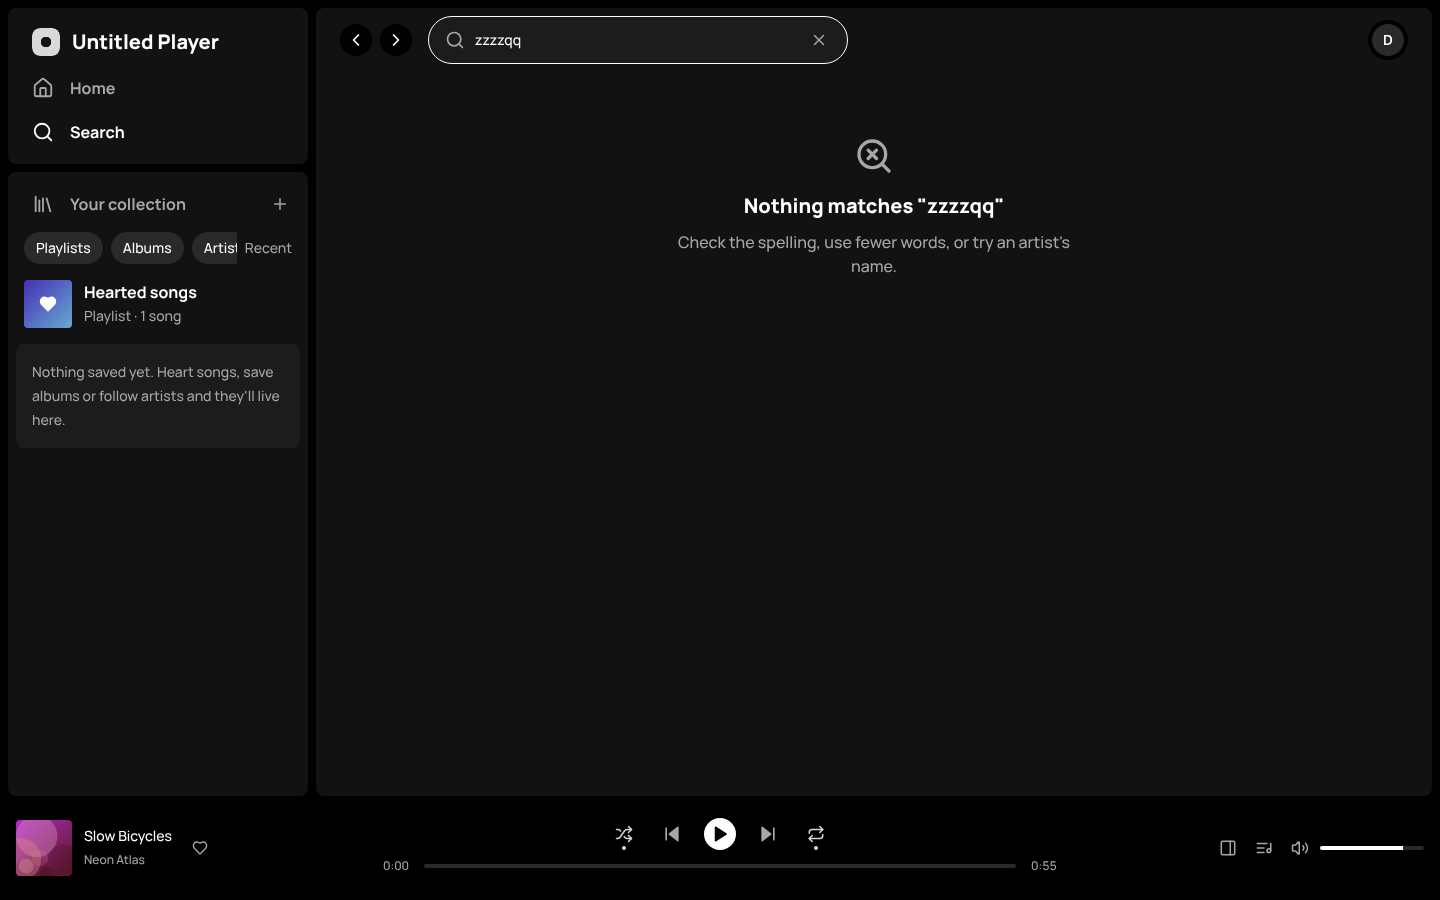 Untitled Player
Home
Search
Your collection
Playlists
Albums
Artist
Recent
Hearted songs
Playlist · 1 song
Nothing saved yet. Heart songs, save
albums or follow artists and they'll live
here.
zzzzqq
D
Nothing matches "zzzzqq"
Check the spelling, use fewer words, or try an artist's
name.
Slow Bicycles
Neon Atlas
0:00
0:55